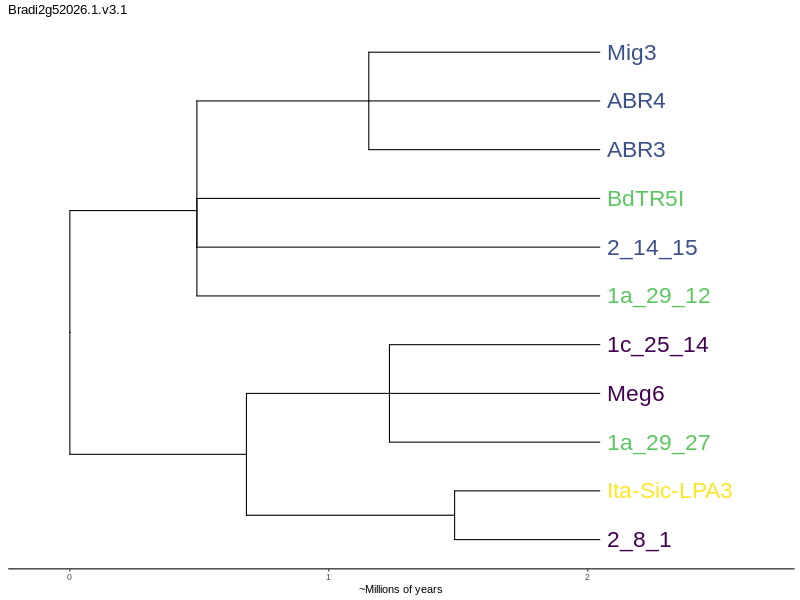 Bradi2g52026.1.v3.1
Mig3
ABR4
ABR3
BdTR5I
2_14_15
1a_29_12
1c_25_14
Meg6
1a_29_27
Ita-Sic-LPA3
2_8_1
0 1 2
~Millions of years